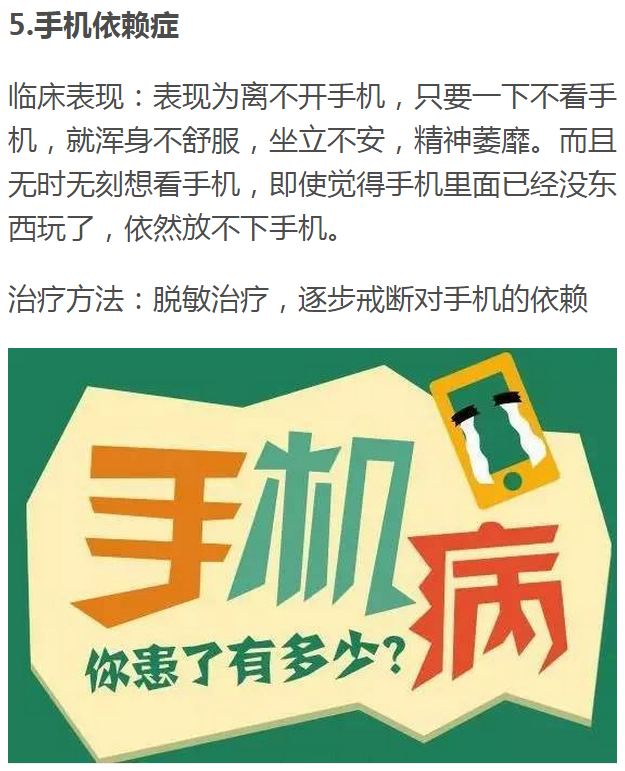 5.手机依赖症
临床表现：表现为离不开手机，只要一下不看手
机，就浑身不舒服，坐立不安，精神萎靡。而且
无时无刻想看手机，即使觉得手机里面已经没东
西玩了，依然放不下手机。
治疗方法：脱敏治疗，逐步戒断对手机的依赖
手机病
你患了有多少?